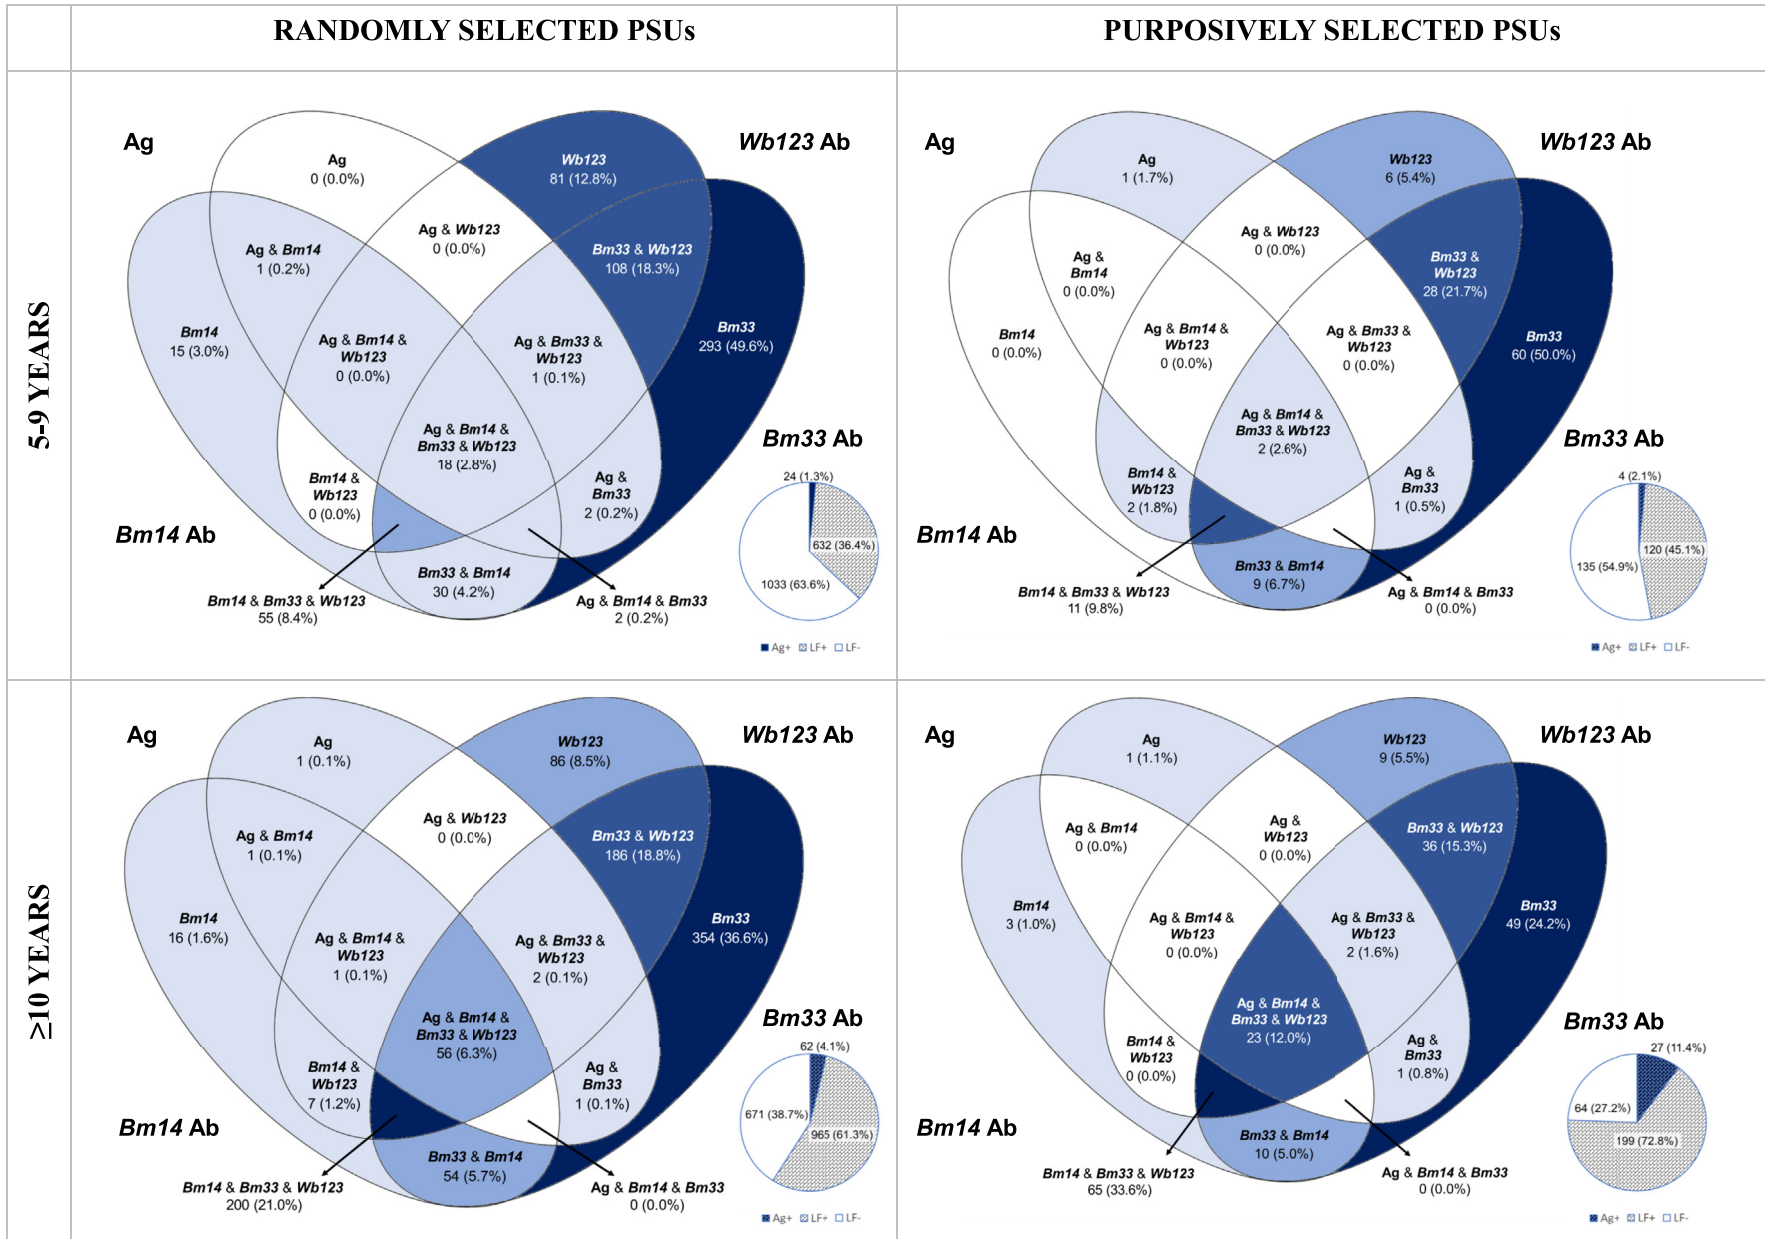 RANDOMLY SELECTED PSUs
PURPOSIVELY SELECTED PSUs
5-9 YEARS
Ag
Wb123 Ab
Ag
0 (0.0%)
Wb123
81 (12.8%)
Ag & Wb123
0 (0.0%)
Ag & Bm14
1 (0.2%)
Bm33 & Wb123
108 (18.3%)
Bm14
15 (3.0%)
Ag & Bm14 &
Wb123
0 (0.0%)
Ag & Bm33 &
Wb123
1 (0.1%)
Bm33
293 (49.6%)
Ag & Bm14 &
Bm33 & Wb123
18 (2.8%)
Bm14 &
Wb123
0 (0.0%)
Ag &
Bm33
2 (0.2%)
Bm33 Ab
Bm14 Ab
Bm33 & Bm14
30 (4.2%)
Bm14 & Bm33 & Wb123
55 (8.4%)
Ag & Bm14 & Bm33
2 (0.2%)
24 (1.3%)
632 (36.4%)
1033 (63.6%)
Ag+ LF+ LF-
Ag
Wb123 Ab
Ag
1 (1.7%)
Wb123
6 (5.4%)
Ag & Wb123
0 (0.0%)
Ag &
Bm14
0 (0.0%)
Bm33 &
Wb123
28 (21.7%)
Bm14
0 (0.0%)
Ag & Bm14 &
Wb123
0 (0.0%)
Ag & Bm33 &
Wb123
0 (0.0%)
Bm33
60 (50.0%)
Ag & Bm14 &
Bm33 & Wb123
2 (2.6%)
Bm14 &
Wb123
2 (1.8%)
Ag &
Bm33
1 (0.5%)
Bm33 Ab
Bm14 Ab
Bm33 & Bm14
9 (6.7%)
Bm14 & Bm33 & Wb123
11 (9.8%)
Ag & Bm14 & Bm33
0 (0.0%)
4 (2.1%)
120 (45.1%)
135 (54.9%)
Ag+ LF+ LF-
≥10 YEARS
Ag
Wb123 Ab
Ag
1 (0.1%)
Wb123
86 (8.5%)
Ag & Wb123
0 (0.0%)
Ag & Bm14
1 (0.1%)
Bm33 & Wb123
186 (18.8%)
Bm14
16 (1.6%)
Ag & Bm14 &
Wb123
1 (0.1%)
Ag & Bm33 &
Wb123
2 (0.1%)
Bm33
354 (36.6%)
Ag & Bm14 &
Bm33 & Wb123
56 (6.3%)
Bm14 &
Wb123
7 (1.2%)
Ag &
Bm33
1 (0.1%)
Bm33 Ab
Bm14 Ab
Bm33 & Bm14
54 (5.7%)
Bm14 & Bm33 & Wb123
200 (21.0%)
Ag & Bm14 & Bm33
0 (0.0%)
62 (4.1%)
671 (38.7%)
965 (61.3%)
Ag+ LF+ LF-
Ag
Wb123 Ab
Ag
1 (1.1%)
Wb123
9 (5.5%)
Ag &
Wb123
0 (0.0%)
Ag & Bm14
0 (0.0%)
Bm33 & Wb123
36 (15.3%)
Bm14
3 (1.0%)
Ag & Bm14 &
Wb123
0 (0.0%)
Ag & Bm33 &
Wb123
2 (1.6%)
Bm33
49 (24.2%)
Ag & Bm14 &
Bm33 & Wb123
23 (12.0%)
Bm14 &
Wb123
0 (0.0%)
Ag &
Bm33
1 (0.8%)
Bm33 Ab
Bm14 Ab
Bm33 & Bm14
10 (5.0%)
Bm14 & Bm33 & Wb123
65 (33.6%)
Ag & Bm14 & Bm33
0 (0.0%)
27 (11.4%)
64 (27.2%)
199 (72.8%)
Ag+ LF+ LF-